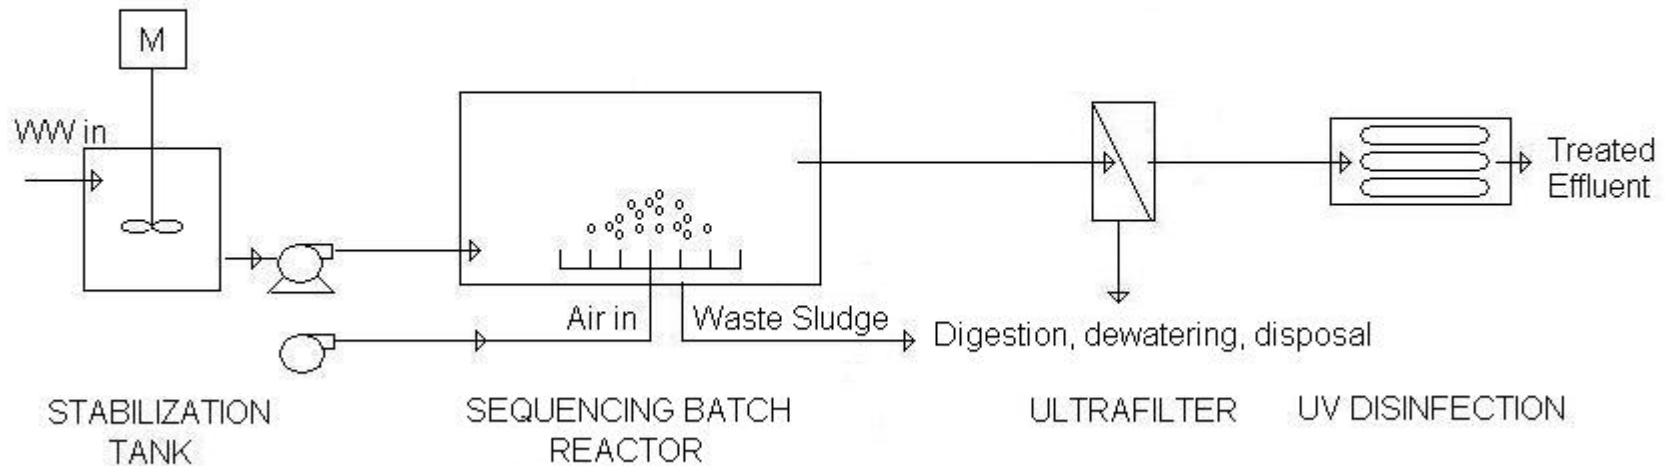 M
WW in
Treated
Effluent
Air in
Waste Sludge
Digestion, dewatering, disposal
STABILIZATION
TANK
SEQUENCING BATCH
REACTOR
ULTRAFILTER
UV DISINFECTION